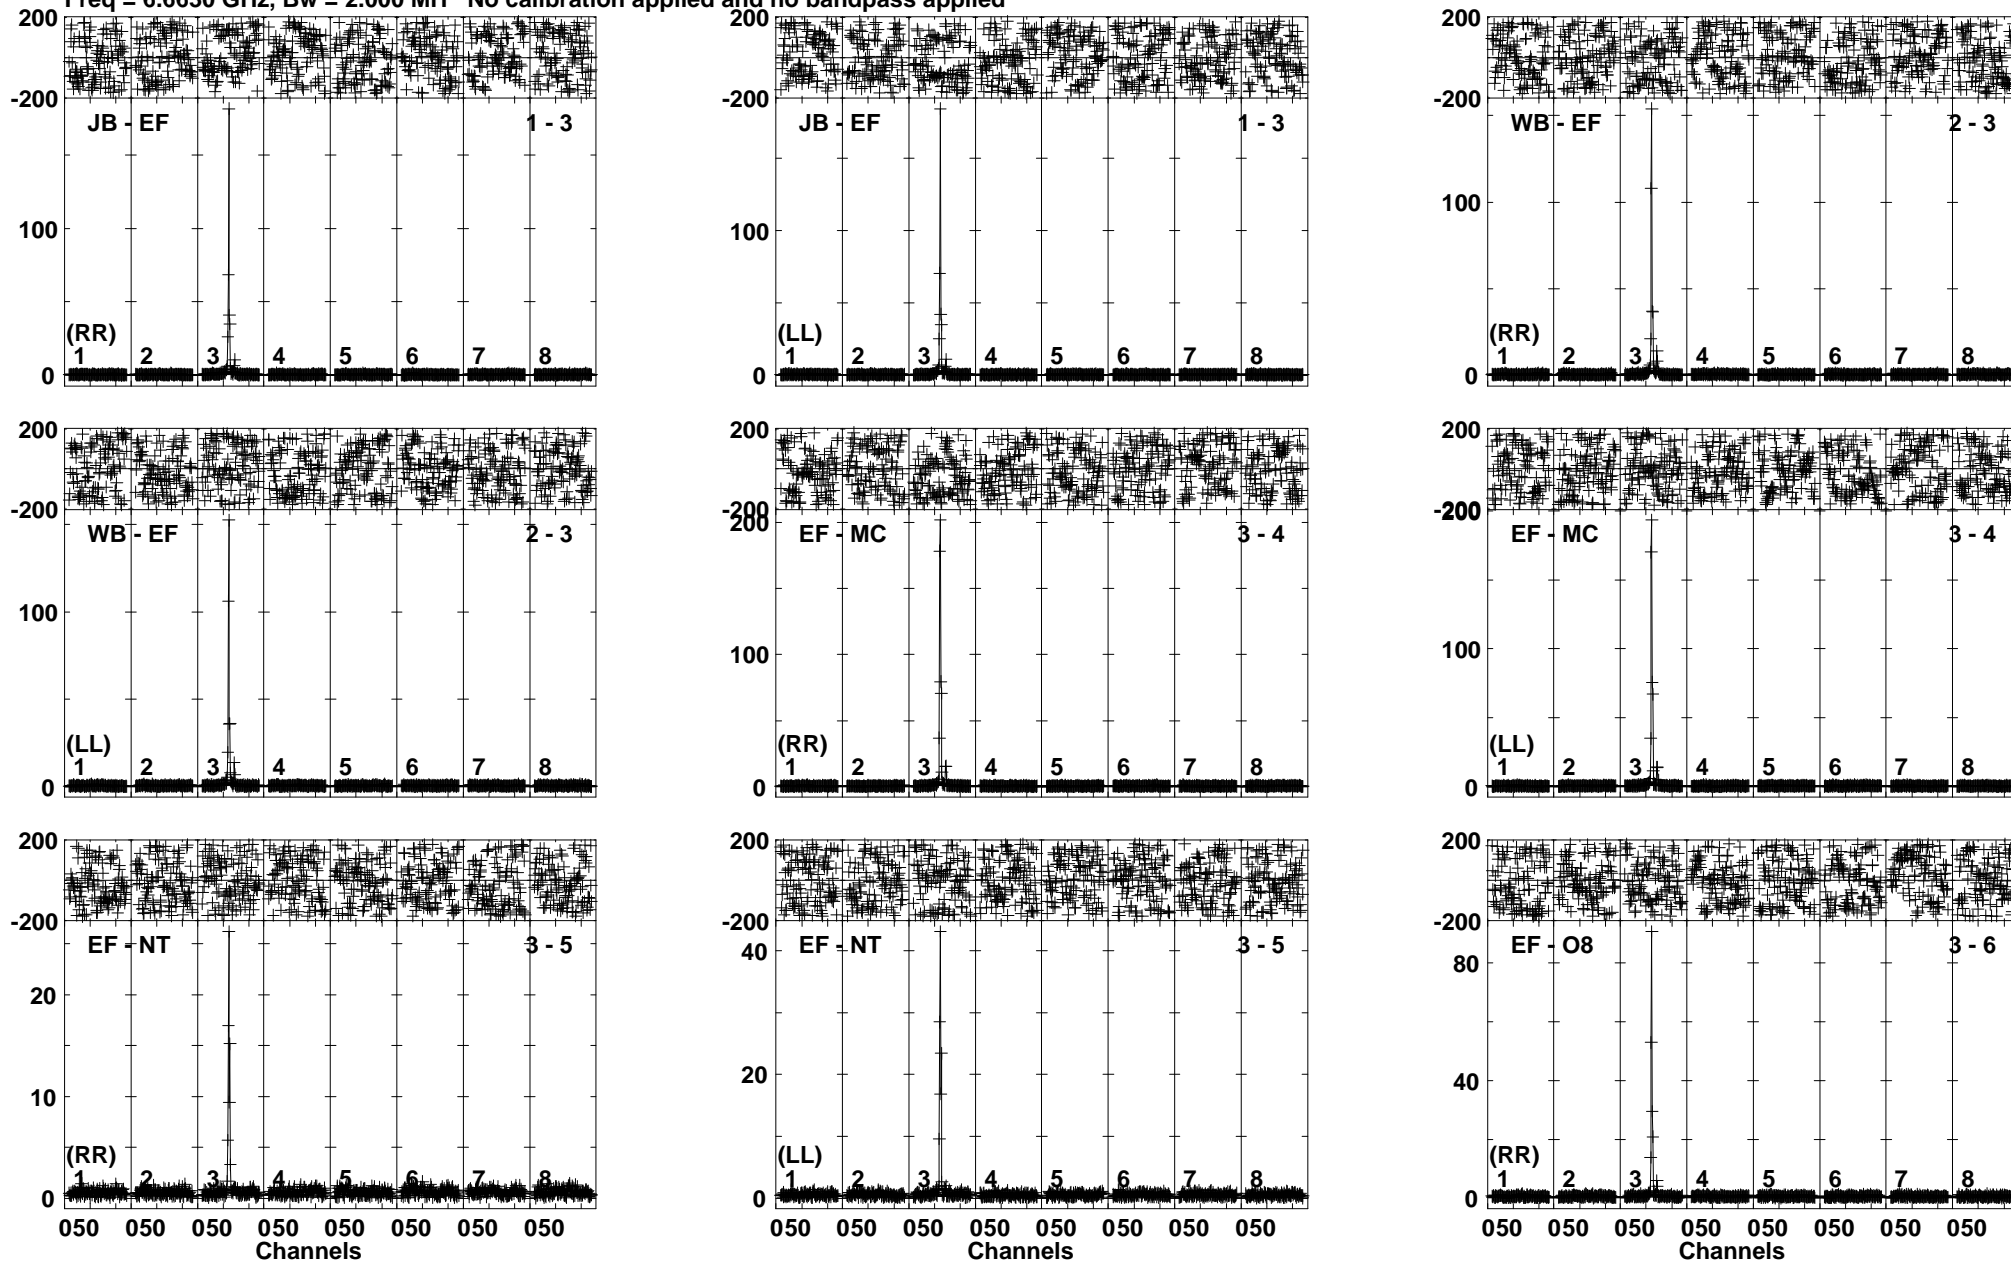 Freq = 6.6650 GHz, Bw = 2.000 MH No calibration applied and no bandpass applied
200 200 200
-200 -200 -200
JB - EF 1 - 3 JB - EF 1 - 3 WB - EF 2 - 3
100 100 100
(RR) (LL) (RR)
1 2 3 4 5 6 7 8 1 2 3 4 5 6 7 8 1 2 3 4 5 6 7 8
0 0 0
200 200 200
-200 -200 -200
200 200
WB - EF 2 - 3 EF - MC 3 - 4 EF - MC 3 - 4
100 100 100
(LL) (RR) (LL)
1 2 3 4 5 6 7 8 1 2 3 4 5 6 7 8 1 2 3 4 5 6 7 8
0 0 0
200 200 200
-200 -200 -200
EF - NT 3 - 5 EF - NT 3 - 5 EF - O8 3 - 6
40 80
20
20 40
10
(RR) (LL) (RR)
1 2 3 4 5 6 7 8 1 2 3 4 5 6 7 8 1 2 3 4 5 6 7 8
0 0 0
050 050 050 050 050 050 050 050 050 050 050 050 050 050 050 050 050 050 050 050 050 050 050 050
Channels Channels